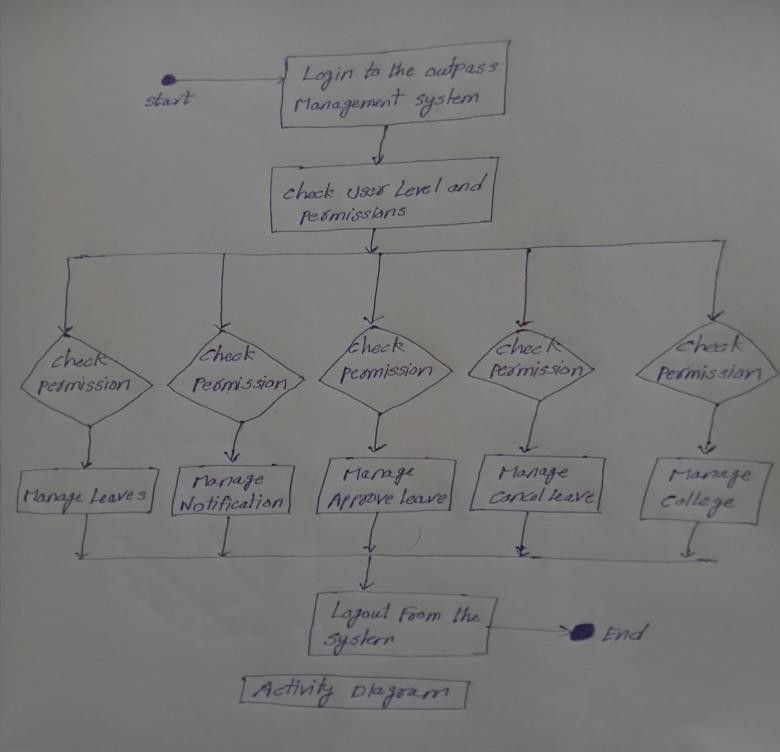 Login to the outpass
Management system
start
check User Level and
permissions
check
permission
check
permission
check
permission
check
permission
check
permission
Manage Leaves
Manage
Notification
Manage
Approve Leave
Manage
Cancel Leave
Manage
College
Logout from the
system
End
Activity Diagram